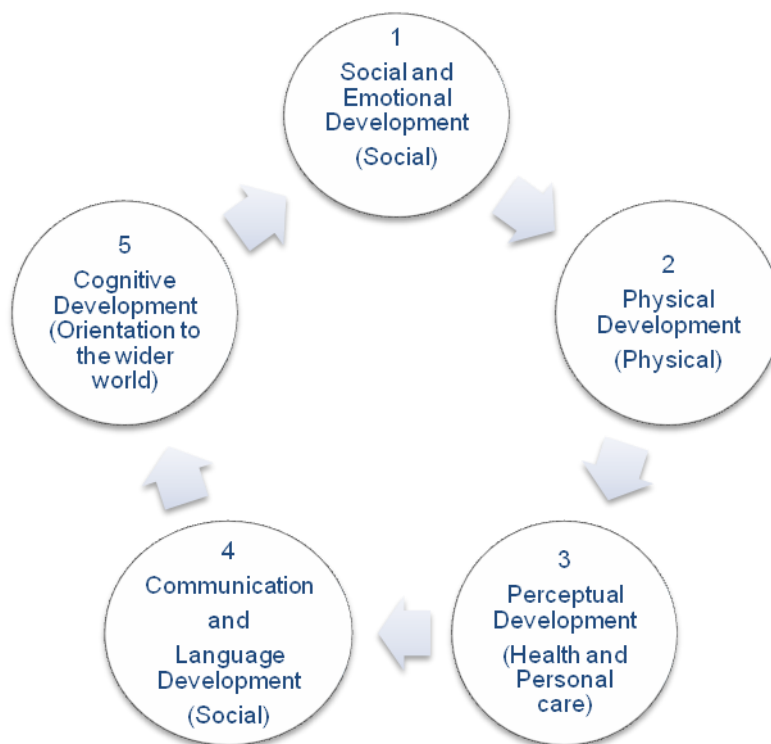 1
Social and
Emotional
Development
(Social)
2
Physical
Development
(Physical)
3
Perceptual
Development
(Health and
Personal
care)
4
Communication
and
Language
Development
(Social)
5
Cognitive
Development
(Orientation to
the wider
world)